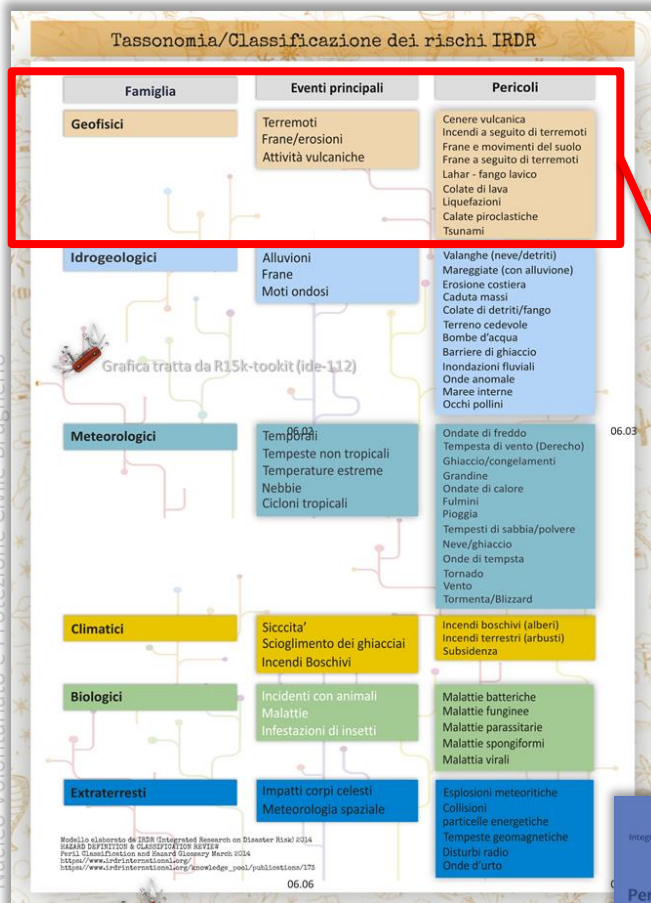 Tassonomia/Classificazione dei rischi IRDR
Famiglia
Eventi principali
Pericoli
Geofisici
Terremoti
Frane/erosioni
Attività vulcaniche
Cenere vulcanica
Incendi a seguito di terremoti
Frane e movimenti del suolo
Frane a seguito di terremoti
Lahar - fango lavico
Colate di lava
Liquefazioni
Calate piroclastiche
Tsunami
Idrogeologici
Alluvioni
Frane
Moti ondosi
Valanghe (neve/detriti)
Mareggiate (con alluvione)
Erosione costiera
Caduta massi
Colate di detriti/fango
Terreno cedevole
Bombe d'acqua
Barriere di ghiaccio
Inondazioni fluviali
Onde anomale
Maree interne
Occhi pollini
Grafica tratta da R15k-tookit (ide-112)
Meteorologici
06.02
Temporali
Tempeste non tropicali
Temperature estreme
Nebbie
Cicloni tropicali
Ondate di freddo
Tempesta di vento (Derecho)
Ghiaccio/congelamenti
Grandine
Ondate di calore
Fulmini
Pioggia
Tempesti di sabbia/polvere
Neve/ghiaccio
Onde di tempsta
Tornado
Vento
Tormenta/Blizzard
06.03
Climatici
Sicccita'
Scioglimento dei ghiacciai
Incendi Boschivi
Incendi boschivi (alberi)
Incendi terrestri (arbusti)
Subsidenza
Biologici
Incidenti con animali
Malattie
Infestazioni di insetti
Malattie batteriche
Malattie funginee
Malattie parassitarie
Malattie spongiformi
Malattia virali
Extraterresti
Impatti corpi celesti
Meteorologia spaziale
Esplosioni meteoritiche
Collisioni
particelle energetiche
Tempeste geomagnetiche
Disturbi radio
Onde d'urto
Modello elaborato da IRDR (Integrated Research on Disaster Risk) 2014
HAZARD DEFINITION & CLASSIFICATION REVIEW
Peril Classification and Hazard Glossary March 2014
https://www.irdrinternational.org/
https://www.irdrinternational.org/knowledge_pool/publications/173
06.06
Integ
Per